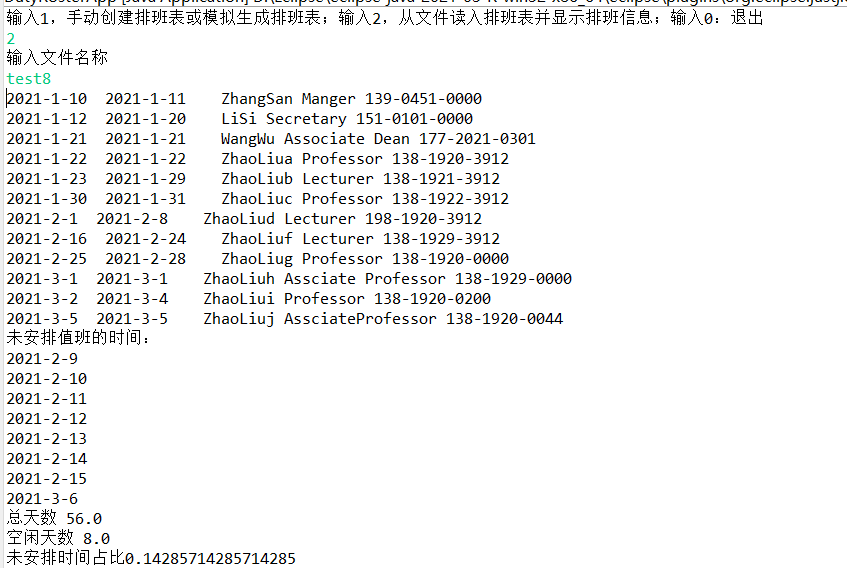 输入1，手动创建排班表或模拟生成排班表；输入2，从文件读入排班表并显示排班信息；输入0：退出
2
输入文件名称
test8
2021-1-10  2021-1-11    ZhangSan Manger 139-0451-0000
2021-1-12  2021-1-20    LiSi Secretary 151-0101-0000
2021-1-21  2021-1-21    WangWu Associate Dean 177-2021-0301
2021-1-22  2021-1-22    ZhaoLiua Professor 138-1920-3912
2021-1-23  2021-1-29    ZhaoLiub Lecturer 138-1921-3912
2021-1-30  2021-1-31    ZhaoLiuc Professor 138-1922-3912
2021-2-1  2021-2-8    ZhaoLiud Lecturer 198-1920-3912
2021-2-16  2021-2-24    ZhaoLiuf Lecturer 138-1929-3912
2021-2-25  2021-2-28    ZhaoLiug Professor 138-1920-0000
2021-3-1  2021-3-1    ZhaoLiuh Assciate Professor 138-1929-0000
2021-3-2  2021-3-4    ZhaoLiui Professor 138-1920-0200
2021-3-5  2021-3-5    ZhaoLiuj AssciateProfessor 138-1920-0044
未安排值班的时间：
2021-2-9
2021-2-10
2021-2-11
2021-2-12
2021-2-13
2021-2-14
2021-2-15
2021-3-6
总天数 56.0
空闲天数 8.0
未安排时间占比0.14285714285714285